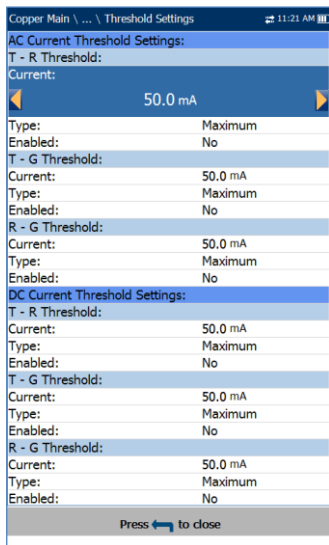 Copper Main \ ... \ Threshold Settings 11:21 AM
AC Current Threshold Settings:
T - R Threshold:
Current:
50.0 mA
Type: Maximum
Enabled: No
T - G Threshold:
Current: 50.0 mA
Type: Maximum
Enabled: No
R - G Threshold:
Current: 50.0 mA
Type: Maximum
Enabled: No
DC Current Threshold Settings:
T - R Threshold:
Current: 50.0 mA
Type: Maximum
Enabled: No
T - G Threshold:
Current: 50.0 mA
Type: Maximum
Enabled: No
R - G Threshold:
Current: 50.0 mA
Type: Maximum
Enabled: No
Press to close